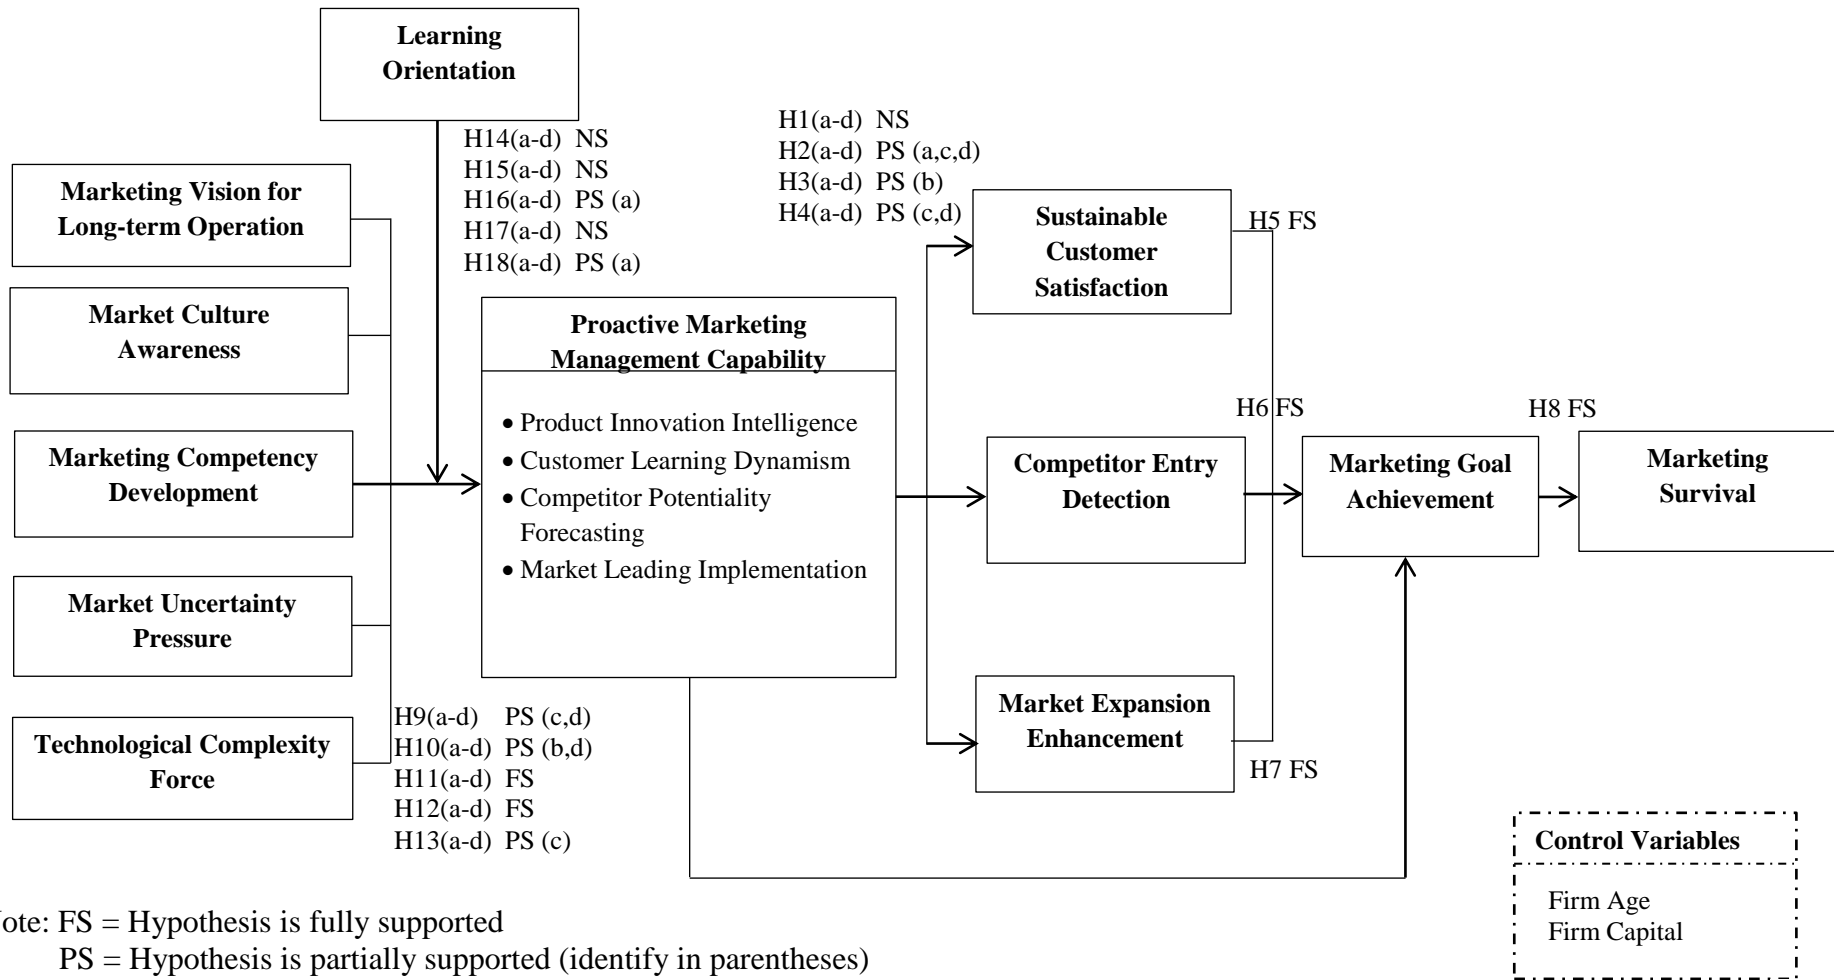 Learning
Orientation
H14(a-d) NS
H15(a-d) NS
H16(a-d) PS (a)
H17(a-d) NS
H18(a-d) PS (a)
H1(a-d) NS
H2(a-d) PS (a,c,d)
H3(a-d) PS (b)
H4(a-d) PS (c,d)
Marketing Vision for
Long-term Operation
Market Culture
Awareness
Marketing Competency
Development
Market Uncertainty
Pressure
Technological Complexity
Force
H9(a-d) PS (c,d)
H10(a-d) PS (b,d)
H11(a-d) FS
H12(a-d) FS
H13(a-d) PS (c)
Proactive Marketing
Management Capability
• Product Innovation Intelligence
• Customer Learning Dynamism
• Competitor Potentiality
Forecasting
• Market Leading Implementation
Sustainable
Customer
Satisfaction
H5 FS
Competitor Entry
Detection
H6 FS
Market Expansion
Enhancement
H7 FS
Marketing Goal
Achievement
H8 FS
Marketing
Survival
Control Variables
Firm Age
Firm Capital
ote: FS = Hypothesis is fully supported
PS = Hypothesis is partially supported (identify in parentheses)